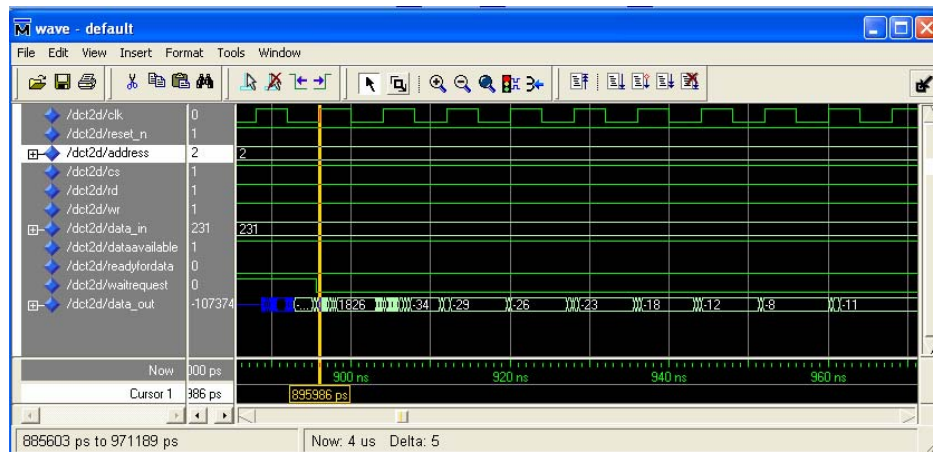 wave - default
File Edit View Insert Format Tools Window
/dct2d/clk 0
/dct2d/reset_n 1
/dct2d/address 2 2
/dct2d/cs 1
/dct2d/rd 1
/dct2d/wr 1
/dct2d/data_in 231 231
/dct2d/dataavailable 1
/dct2d/readyfordata 0
/dct2d/waitrequest 0
/dct2d/data_out -107374 (-... 1826 -34 -29 -26 -23 -18 -12 -8 -11
Now 000 ps 900 ns 920 ns 940 ns 960 ns
Cursor 1 986 ps 895986 ps
885603 ps to 971189 ps Now: 4 us Delta: 5